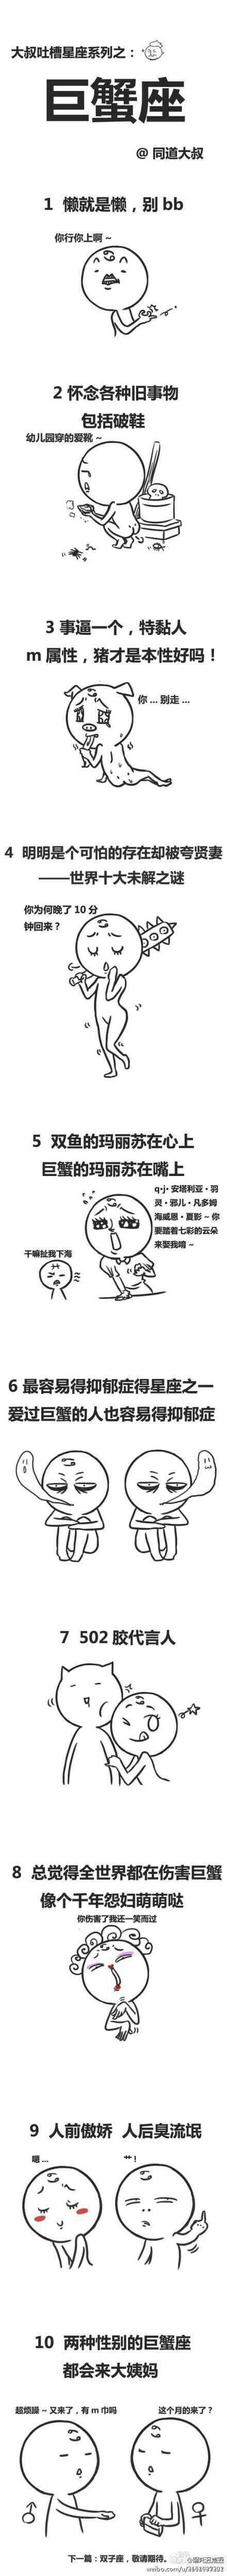 大叔吐槽星座系列之：
巨蟹座
@ 同道大叔
1 懒就是懒，别 bb
你行你上啊 ~
2 怀念各种旧事物
包括破鞋
幼儿园穿的爱靴 ~
3 事逼一个，特黏人
m 属性，猪才是本性好吗！
你 ... 别走 ...
4 明明是个可怕的存在却被夸贤妻
——世界十大未解之谜
你为何晚了 10 分
钟回来？
5 双鱼的玛丽苏在心上
巨蟹的玛丽苏在嘴上
q·j· 安塔利亚 · 羽
灵 · 邪儿 · 凡多姆
海威恩 · 夏影 ~ 你
要踏着七彩的云朵
来娶我唷 ~
干嘛扯我下海
6 最容易得抑郁症得星座之一
爱过巨蟹的人也容易得抑郁症
7 502 胶代言人
8 总觉得全世界都在伤害巨蟹
像个千年怨妇萌萌哒
你伤害了我还一笑而过
9 人前傲娇 人后臭流氓
嗯 ...
艹！
10 两种性别的巨蟹座
都会来大姨妈
超烦躁 ~ 又来了，有 m 巾吗
这个月的来了？
下一篇：双子座，敬请期待。